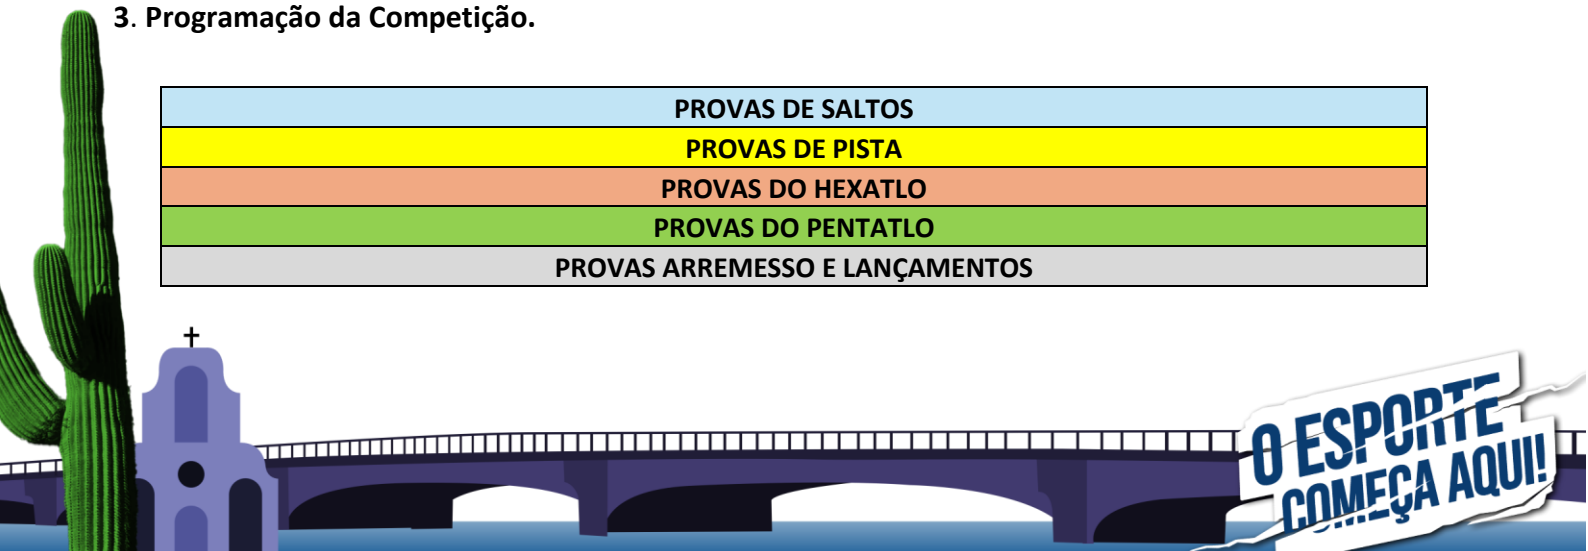 3. Programação da Competição.
PROVAS DE SALTOS
PROVAS DE PISTA
PROVAS DO HEXATLO
PROVAS DO PENTATLO
PROVAS ARREMESSO E LANÇAMENTOS
O ESPORTE
COMEÇA AQUI!